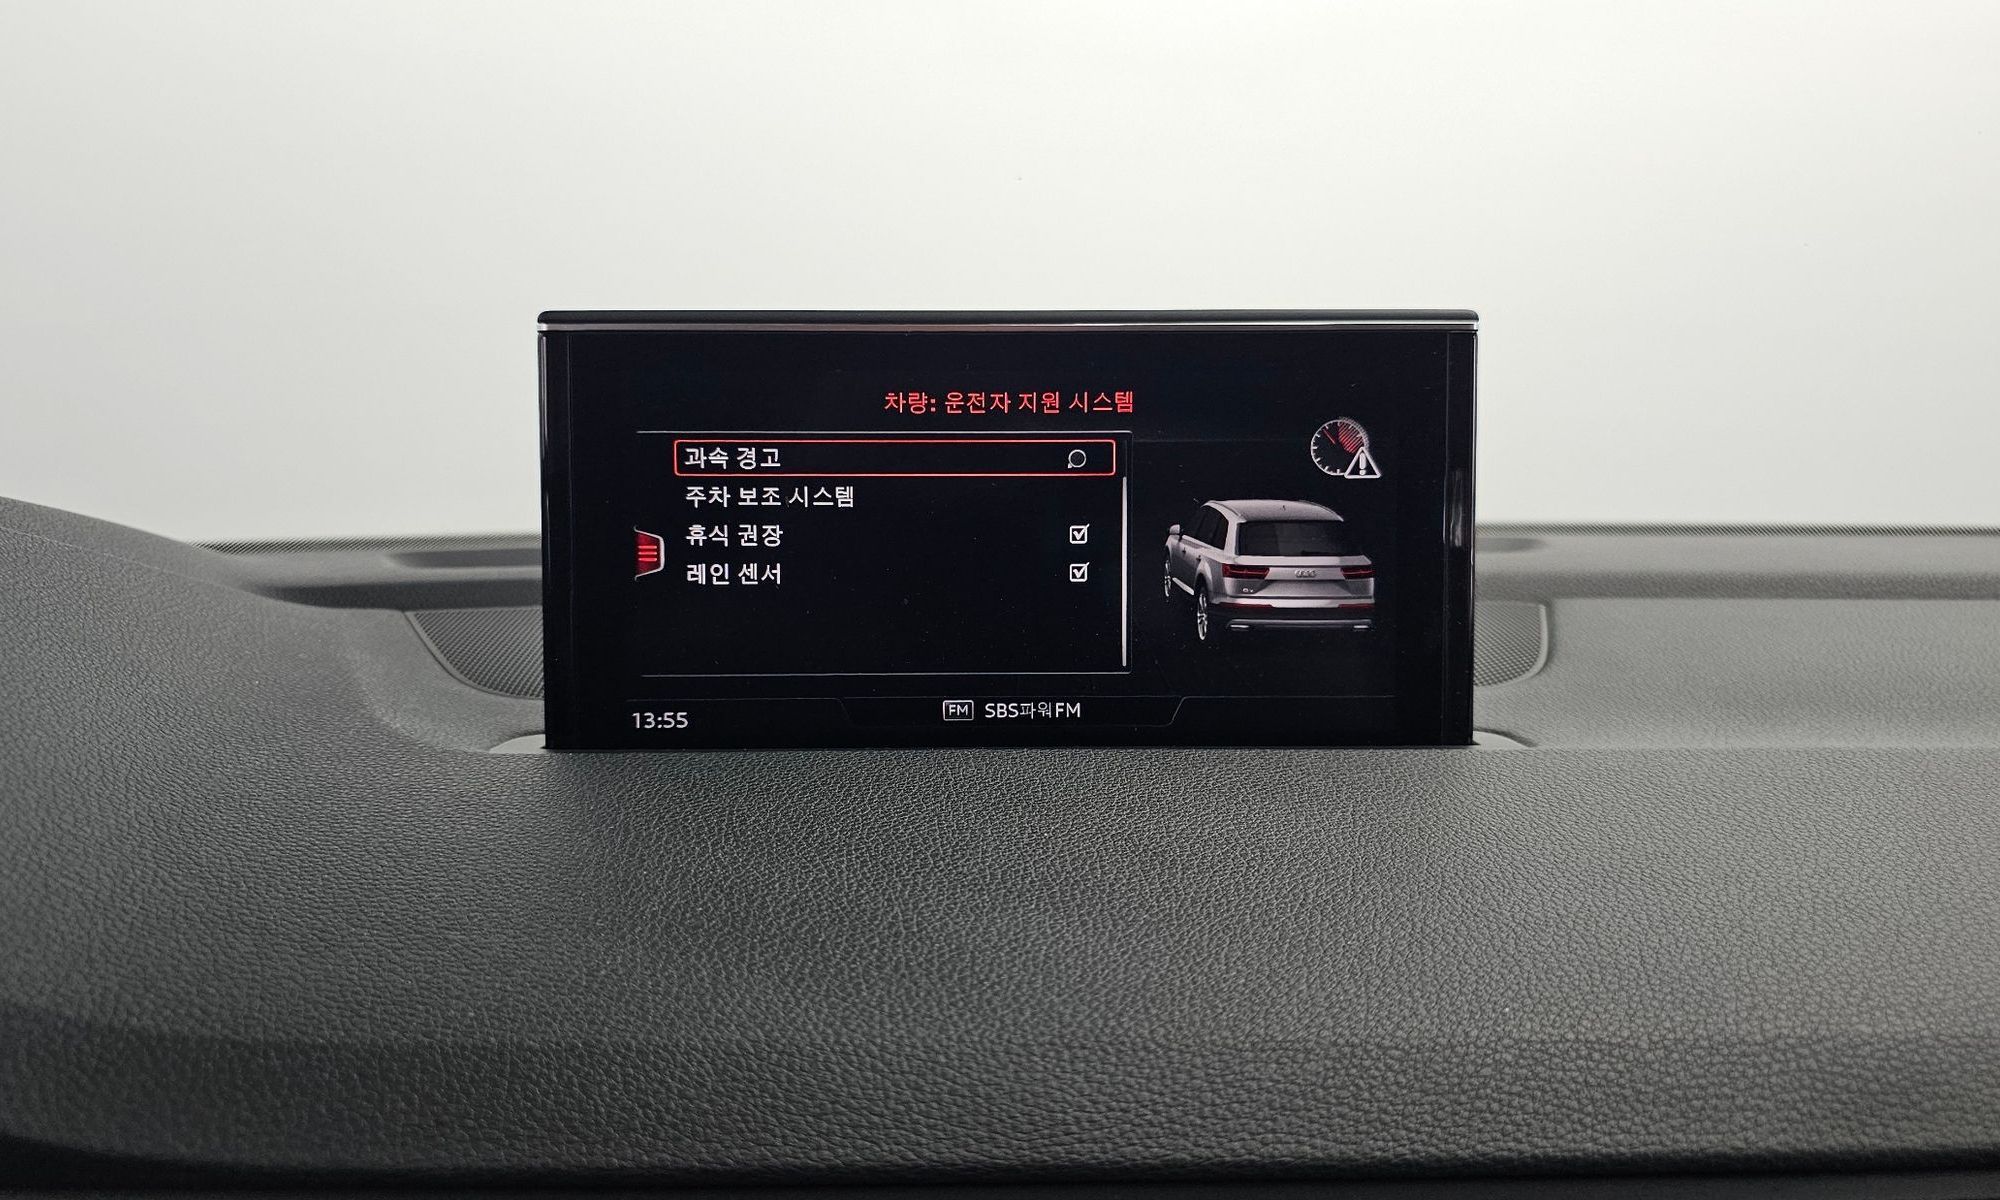 차량: 운전자 지원 시스템
과속 경고
주차 보조 시스템
휴식 권장
레인 센서
13:55
FM SBS파워FM